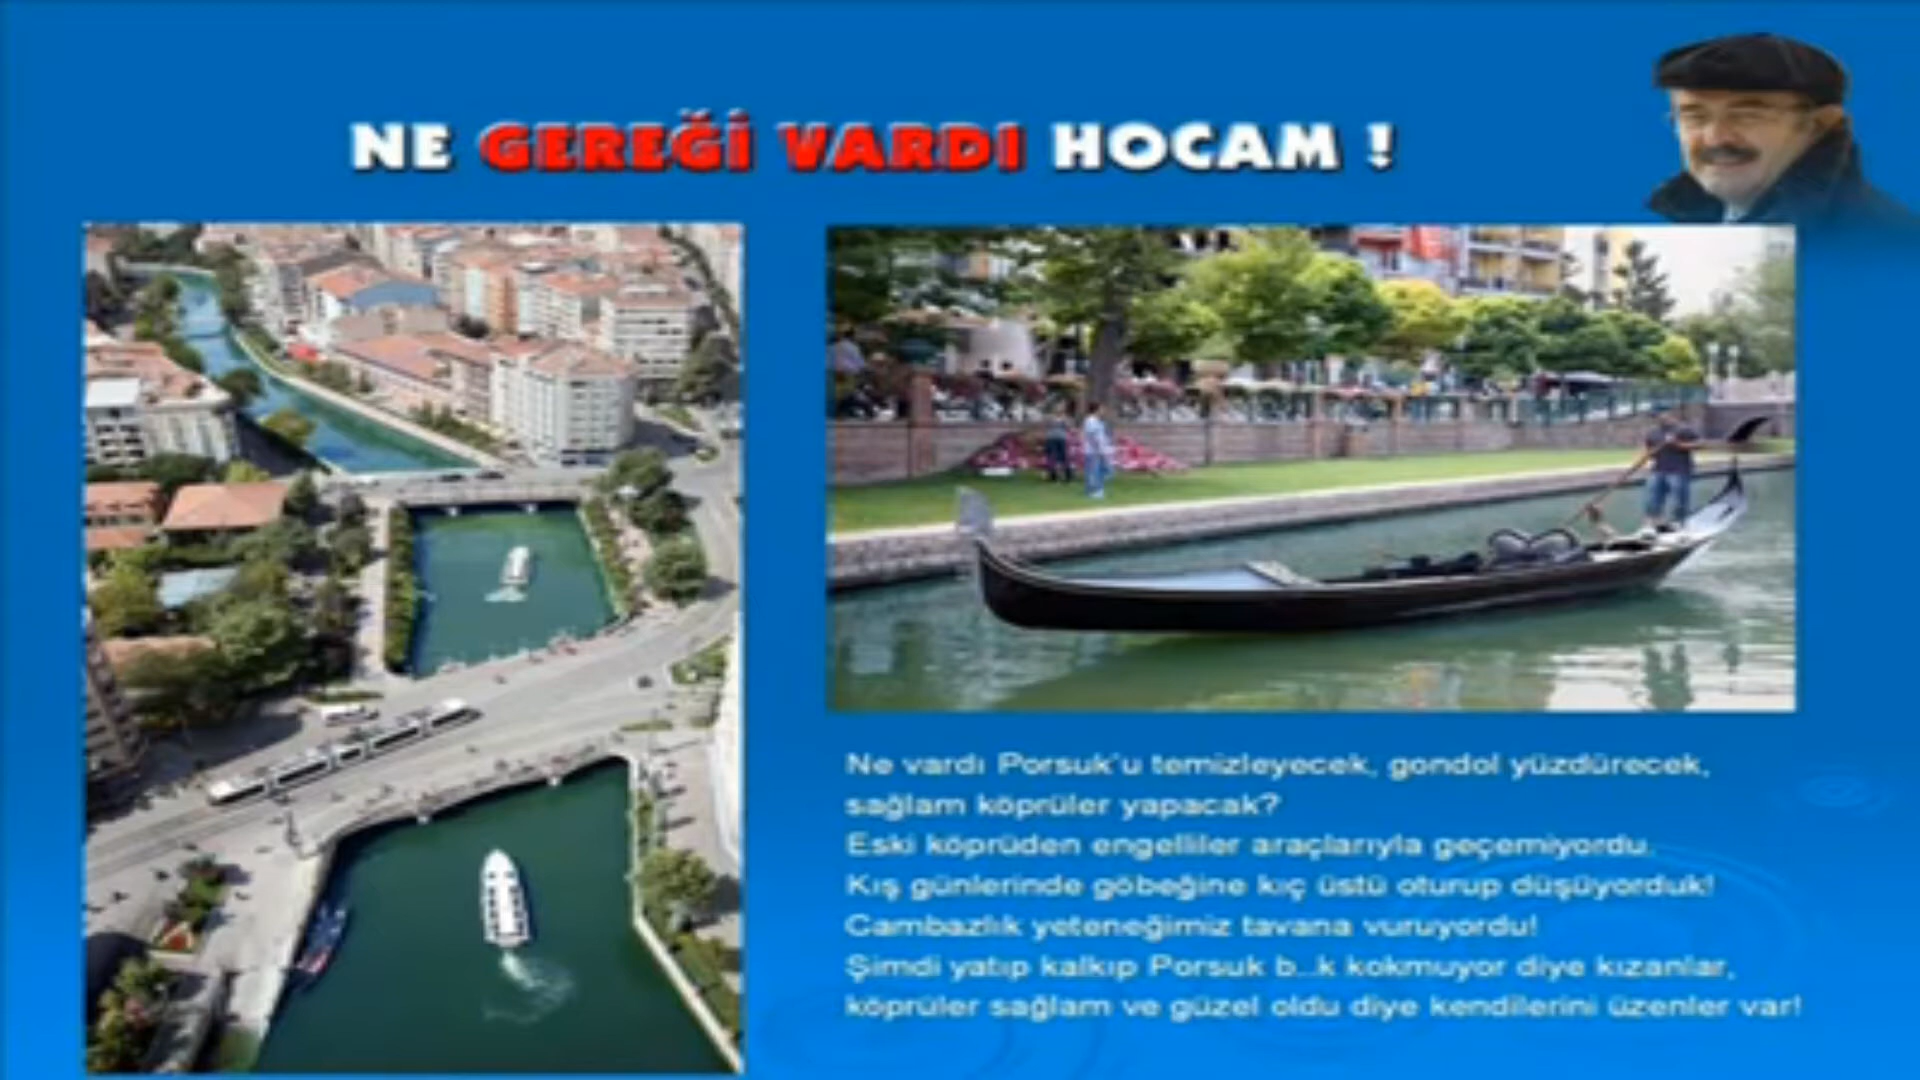 NE GEREĞİ VARDI HOCAM !
Ne vardı Porsuk'u temizleyecek, gondol yüzdürecek,
sağlam köprüler yapacak?
Eski köprüden engelliler araçlarıyla geçemiyordu.
Kış günlerinde göbeğine kıç üstü oturup düşüyorduk!
Cambazlık yeteneğimiz tavana vuruyordu!
Şimdi yatıp kalkıp Porsuk b...k kokmuyor diye kızanlar,
köprüler sağlam ve güzel oldu diye kendilerini üzenler var!